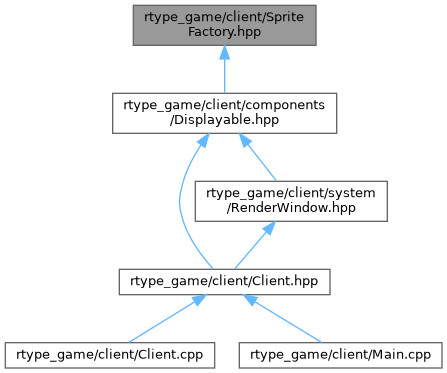 rtype_game/client/Sprite
Factory.hpp
rtype_game/client/components
/Displayable.hpp
rtype_game/client/system
/RenderWindow.hpp
rtype_game/client/Client.hpp
rtype_game/client/Client.cpp
rtype_game/client/Main.cpp